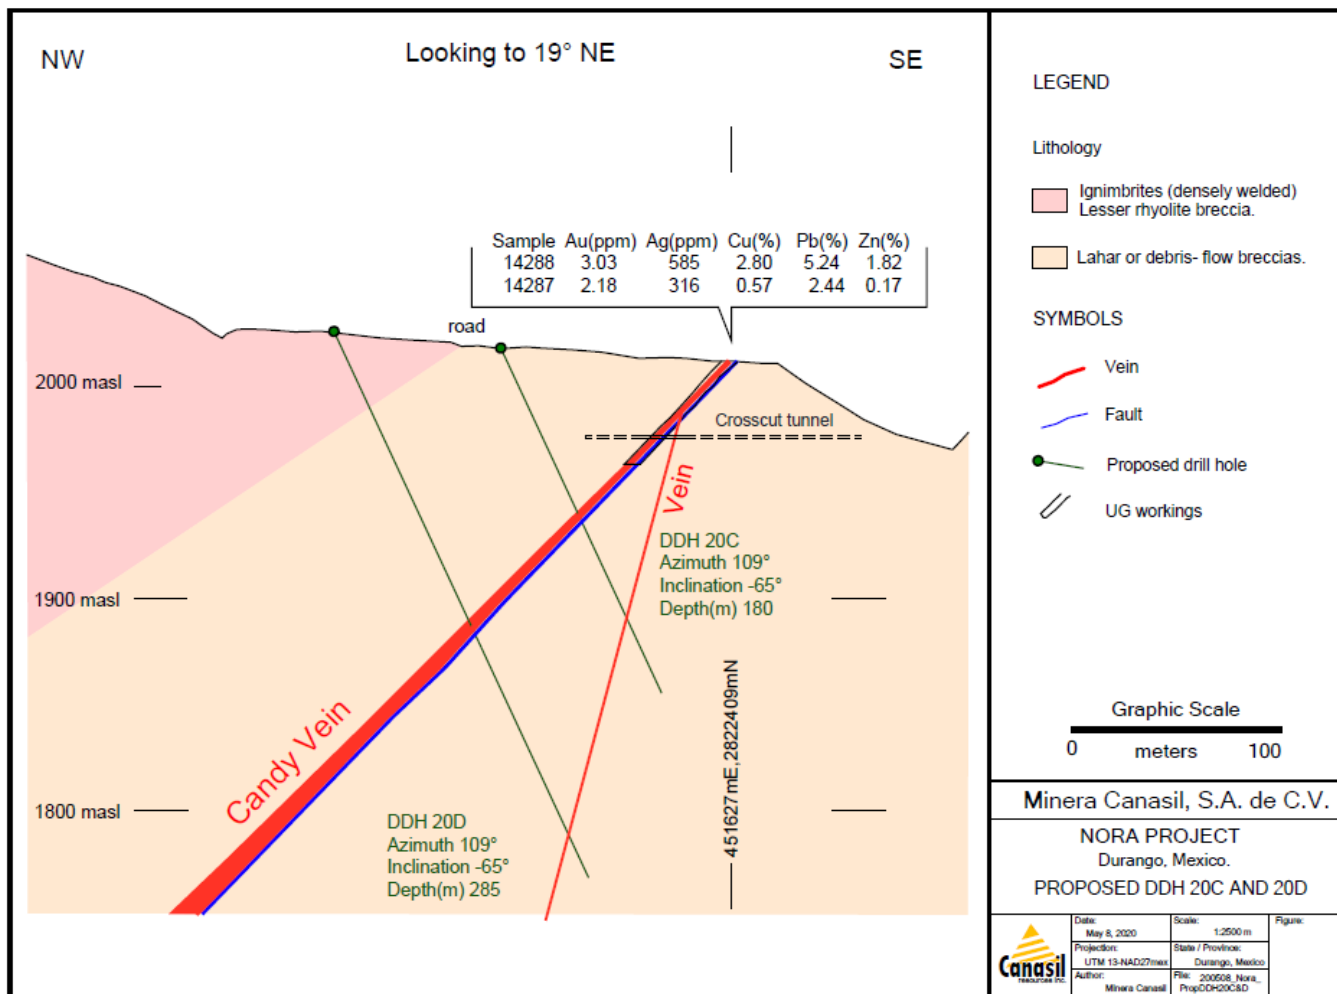 NW
Looking to 19° NE
SE
Sample Au(ppm) Ag(ppm) Cu(%) Pb(%) Zn(%)
14288 3.03 585 2.80 5.24 1.82
14287 2.18 316 0.57 2.44 0.17
road
2000 masl
Crosscut tunnel
Vein
DDH 20C
Azimuth 109°
Inclination -65°
Depth(m) 180
1900 masl
451627mE,2822409mN
Candy Vein
1800 masl
DDH 20D
Azimuth 109°
Inclination -65°
Depth(m) 285
LEGEND
Lithology
Ignimbrites (densely welded)
Lesser rhyolite breccia.
Lahar or debris- flow breccias.
SYMBOLS
Vein
Fault
Proposed drill hole
UG workings
Graphic Scale
0 meters 100
Minera Canasil, S.A. de C.V.
NORA PROJECT
Durango, Mexico.
PROPOSED DDH 20C AND 20D
Canasil
resources inc.
Date:
May 8, 2020
Scale:
1:2500 m
Figure:
Projection:
UTM 13-NAD27mex
State / Province:
Durango, Mexico
Author:
Minera Canasil
File: 200508_Nora_
PropDDH20C&D